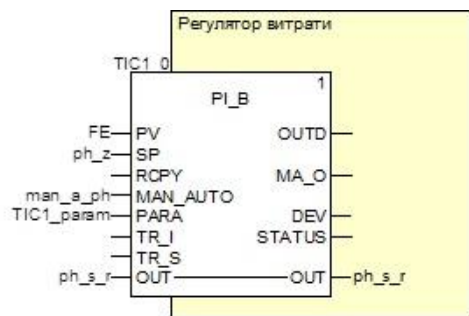 Регулятор витрати
TIC1_0
1
PI_B
FE PV OUTD
ph_z SP
RCPY MA_O
man_a_ph MAN_AUTO
TIC1_param PARA DEV
TR_I STATUS
TR_S
ph_s_r OUT OUT ph_s_r